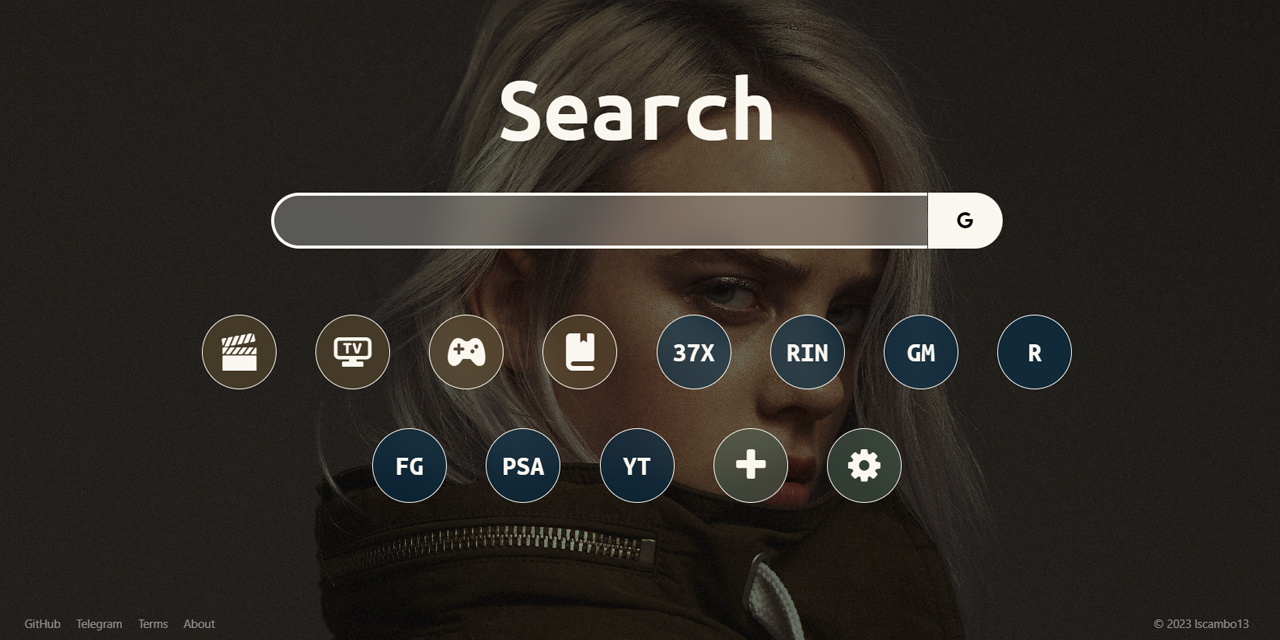 Search
G
TV
37X RIN GM R
FG PSA YT
GitHub Telegram Terms About © 2023 Iscambo13